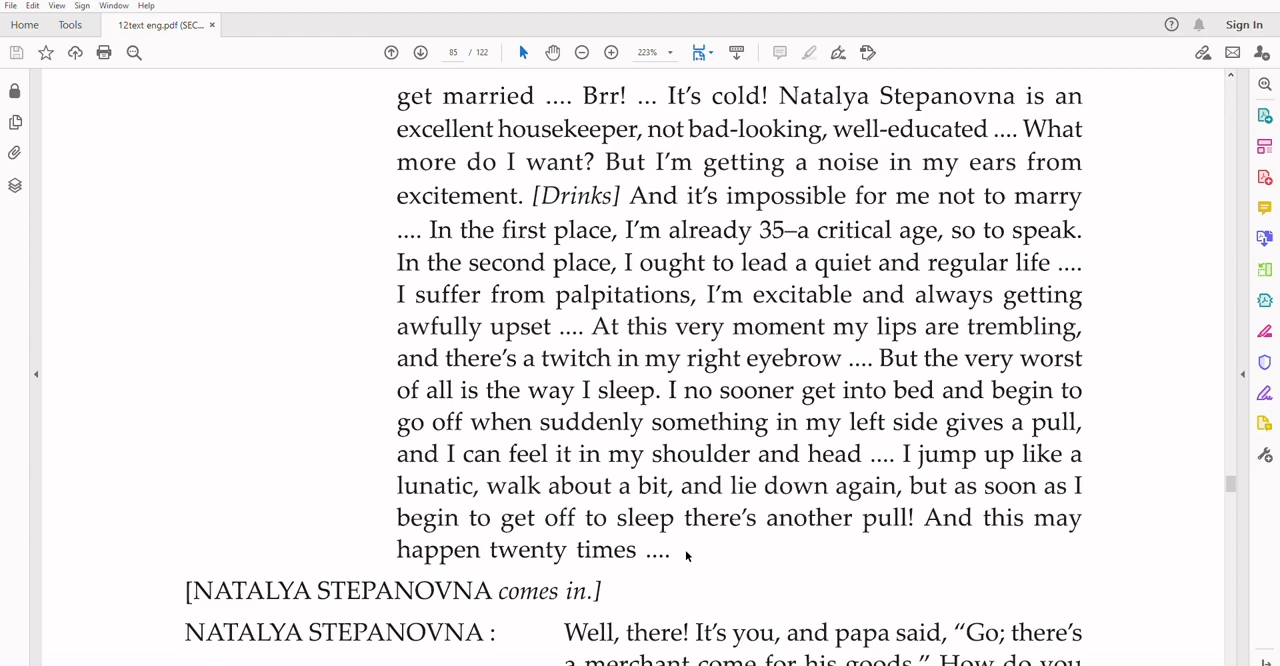 File Edit View Sign Window Help
Home Tools 12text eng.pdf (SEC... × Sign In
85 / 122 223%
get married .... Brr! ... It's cold! Natalya Stepanovna is an
excellent housekeeper, not bad-looking, well-educated .... What
more do I want? But I'm getting a noise in my ears from
excitement. [Drinks] And it's impossible for me not to marry
.... In the first place, I'm already 35–a critical age, so to speak.
In the second place, I ought to lead a quiet and regular life ....
I suffer from palpitations, I'm excitable and always getting
awfully upset .... At this very moment my lips are trembling,
and there's a twitch in my right eyebrow .... But the very worst
of all is the way I sleep. I no sooner get into bed and begin to
go off when suddenly something in my left side gives a pull,
and I can feel it in my shoulder and head .... I jump up like a
lunatic, walk about a bit, and lie down again, but as soon as I
begin to get off to sleep there's another pull! And this may
happen twenty times ....
[NATALYA STEPANOVNA comes in.]
NATALYA STEPANOVNA : Well, there! It's you, and papa said, “Go; there's
a merchant come for his goods.” How do you